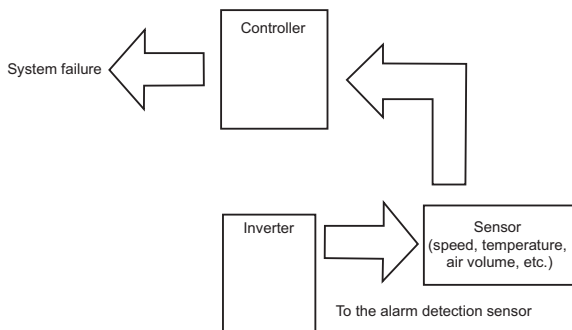 Controller
System failure
Inverter
Sensor
(speed, temperature,
air volume, etc.)
To the alarm detection sensor